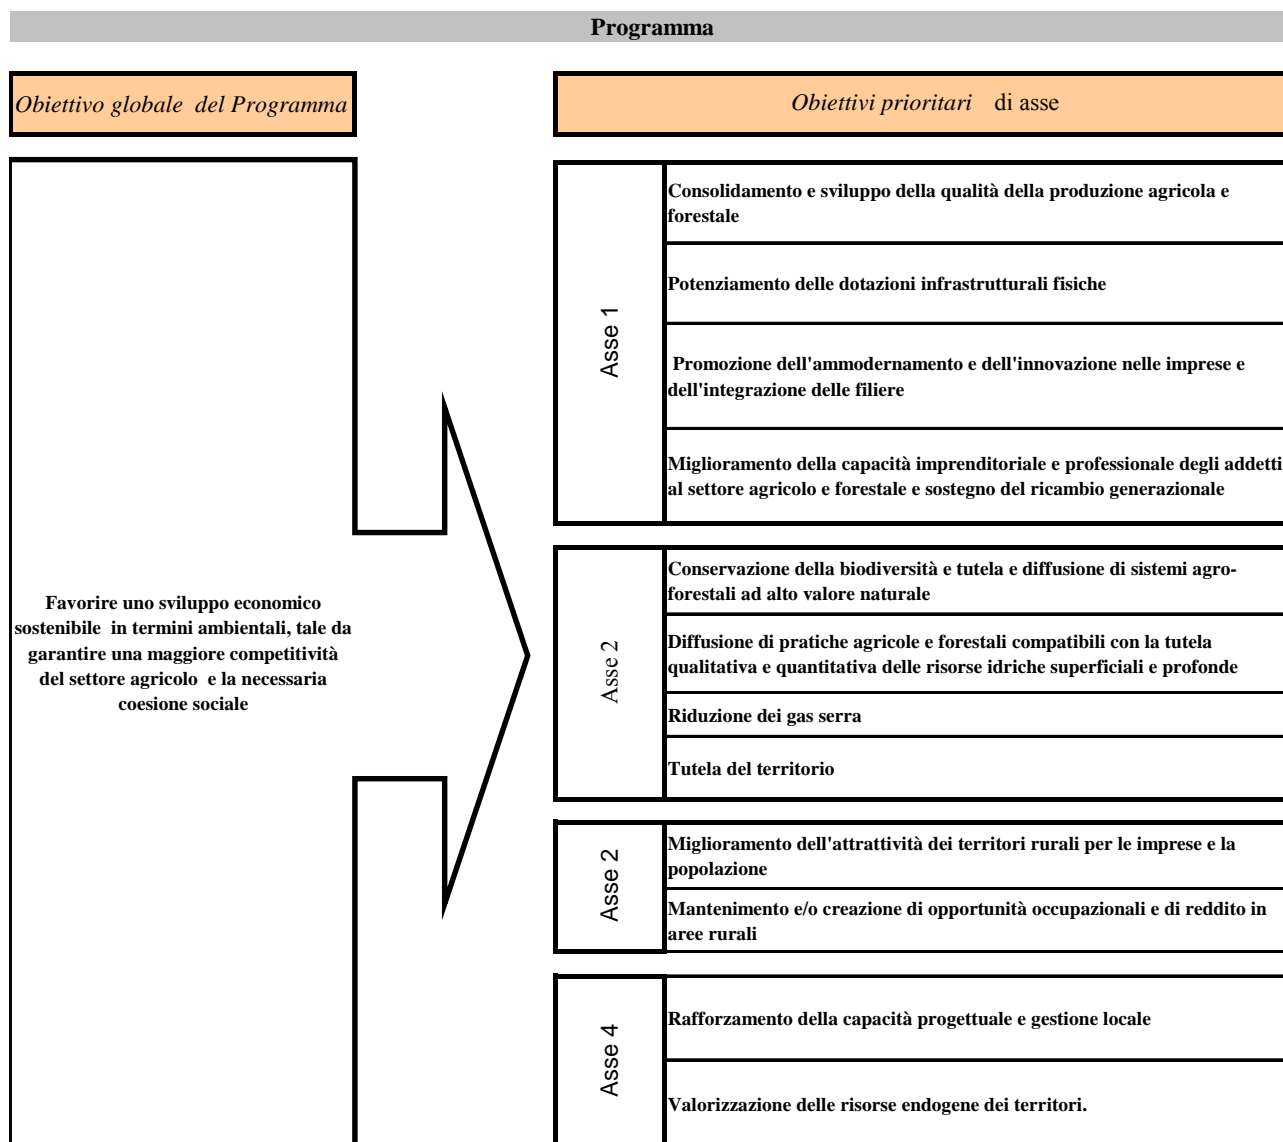 Programma
Obiettivo globale del Programma
Obiettivi prioritari di asse
Favorire uno sviluppo economico
sostenibile in termini ambientali, tale da
garantire una maggiore competitività
del settore agricolo e la necessaria
coesione sociale
Asse 1
Consolidamento e sviluppo della qualità della produzione agricola e
forestale
Potenziamento delle dotazioni infrastrutturali fisiche
Promozione dell'ammodernamento e dell'innovazione nelle imprese e
dell'integrazione delle filiere
Miglioramento della capacità imprenditoriale e professionale degli addetti
al settore agricolo e forestale e sostegno del ricambio generazionale
Asse 2
Conservazione della biodiversità e tutela e diffusione di sistemi agro-
forestali ad alto valore naturale
Diffusione di pratiche agricole e forestali compatibili con la tutela
qualitativa e quantitativa delle risorse idriche superficiali e profonde
Riduzione dei gas serra
Tutela del territorio
Asse 2
Miglioramento dell'attrattività dei territori rurali per le imprese e la
popolazione
Mantenimento e/o creazione di opportunità occupazionali e di reddito in
aree rurali
Asse 4
Rafforzamento della capacità progettuale e gestione locale
Valorizzazione delle risorse endogene dei territori.